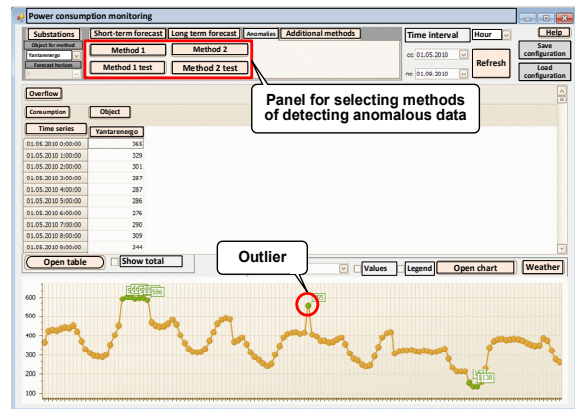 Power consumption monitoring
Substations Short-term forecast Long term forecast Anomalies Additional methods Time interval Hour Help
Object for method
Yantarenergo
Forecast horizon
Method 1 Method 2
Method 1 test Method 2 test
cc 01.05.2010
no 01.09.2010
Refresh
Save
configuration
Load
configuration
Overflow
Panel for selecting methods
of detecting anomalous data
Consumption Object
Time series Yantarenergo
01.05.2010 0:00:00 365
01.05.2010 1:00:00 329
01.05.2010 2:00:00 301
01.05.2010 3:00:00 287
01.05.2010 4:00:00 287
01.05.2010 5:00:00 286
01.05.2010 6:00:00 276
01.05.2010 7:00:00 290
01.05.2010 8:00:00 309
01.05.2010 9:00:00 344
Open table Show total Values Legend Open chart Weather
Outlier
586
600
500
400
300
200
100
138